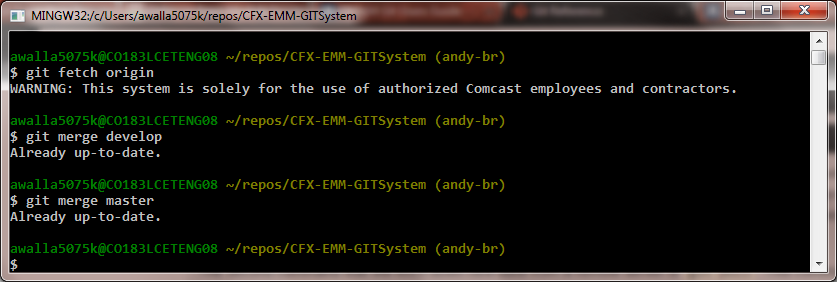 MINGW32:/c/Users/awalla5075k/repos/CFX-EMM-GITSystem
awalla5075k@CO183LCETENG08 ~/repos/CFX-EMM-GITSystem (andy-br)
$ git fetch origin
WARNING: This system is solely for the use of authorized Comcast employees and contractors.
awalla5075k@CO183LCETENG08 ~/repos/CFX-EMM-GITSystem (andy-br)
$ git merge develop
Already up-to-date.
awalla5075k@CO183LCETENG08 ~/repos/CFX-EMM-GITSystem (andy-br)
$ git merge master
Already up-to-date.
awalla5075k@CO183LCETENG08 ~/repos/CFX-EMM-GITSystem (andy-br)
$